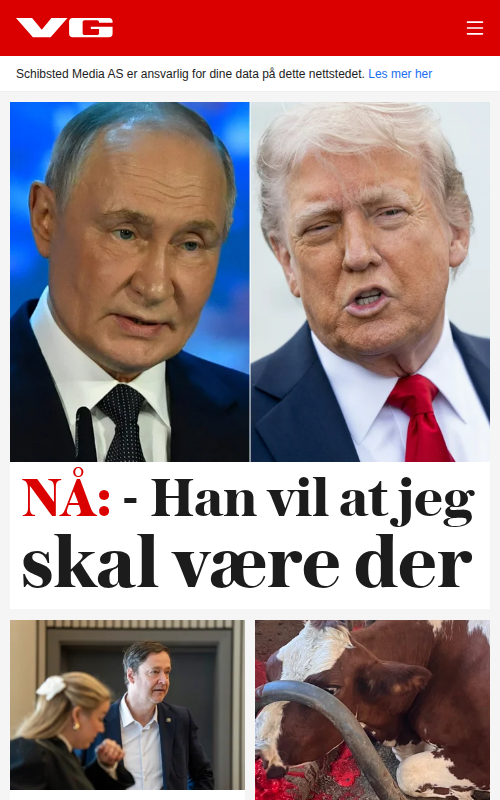 VG
Schibsted Media AS er ansvarlig for dine data på dette nettstedet. Les mer her
NÅ: - Han vil at jeg
skal være der